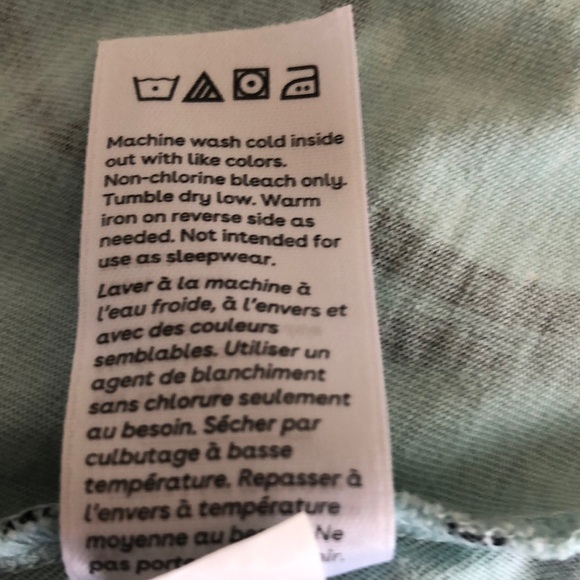 Machine wash cold inside
out with like colors.
Non-chlorine bleach only.
Tumble dry low. Warm
iron on reverse side as
needed. Not intended for
use as sleepwear.
Laver à la machine à
l'eau froide, à l'envers et
avec des couleurs
semblables. Utiliser un
agent de blanchiment
sans chlorure seulement
au besoin. Sécher par
culbutage à basse
température. Repasser à
l'envers à température
moyenne au Ne
pas